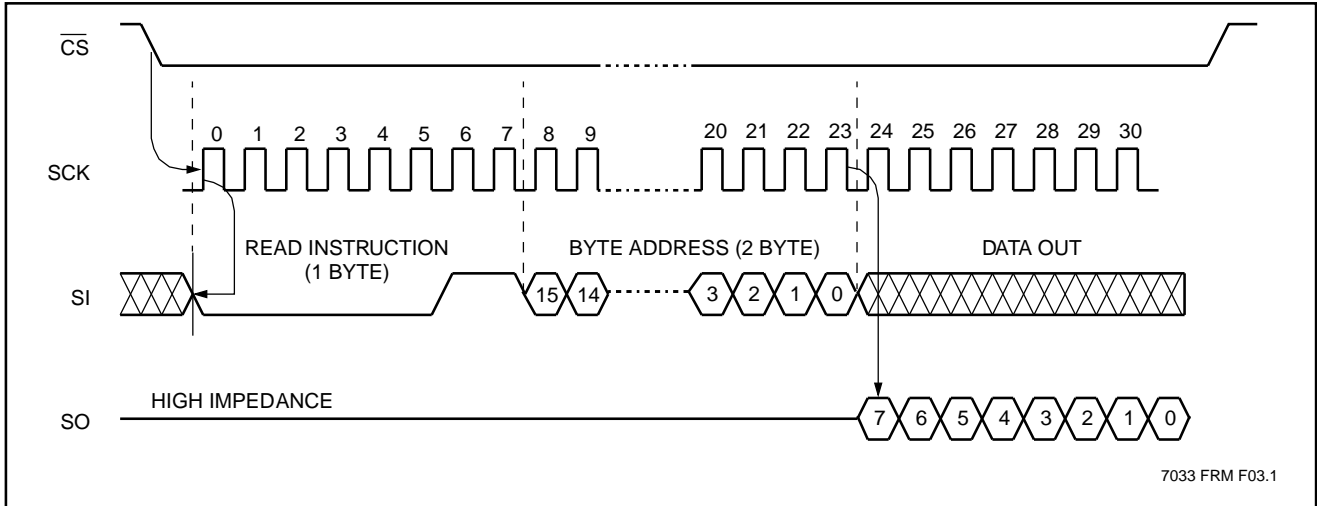 CS
0 1 2 3 4 5 6 7 8 9 20 21 22 23 24 25 26 27 28 29 30
SCK
READ INSTRUCTION
(1 BYTE)
BYTE ADDRESS (2 BYTE)
DATA OUT
SI
15 14 3 2 1 0
HIGH IMPEDANCE
SO
7 6 5 4 3 2 1 0
7033 FRM F03.1